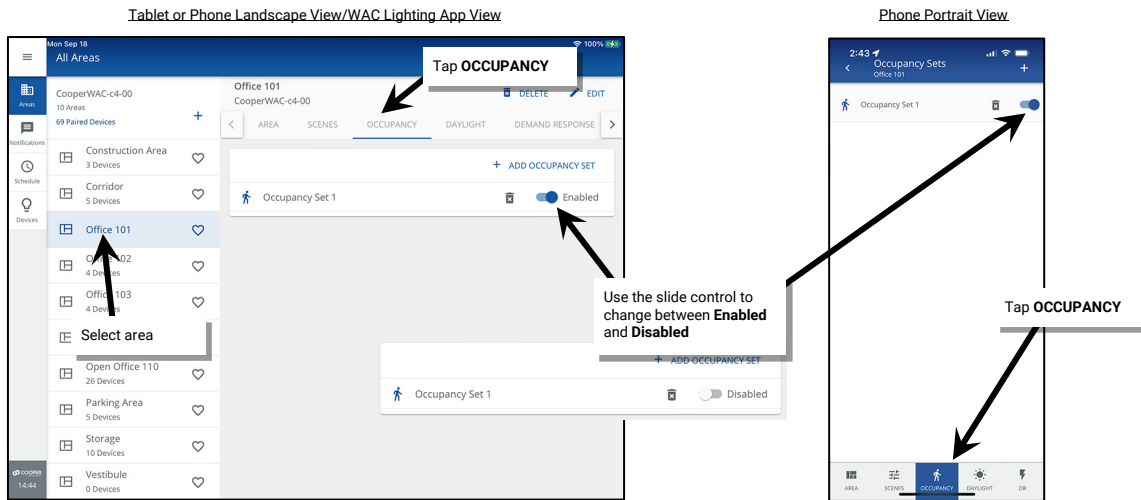 Tablet or Phone Landscape View/WAC Lighting App View
Phone Portrait View
Mon Sep 18
100%
All Areas
Tap OCCUPANCY
Areas
Notifications
Schedule
Devices
COOPER
14:44
CooperWAC-c4-00
10 Areas
69 Paired Devices
+
Construction Area
3 Devices
Corridor
5 Devices
Office 101
4 Devices
Office 103
4 Devices
Select area
Open Office 110
26 Devices
Parking Area
5 Devices
Storage
10 Devices
Vestibule
0 Devices
Office 101
CooperWAC-c4-00
DELETE
EDIT
< AREA SCENES OCCUPANCY DAYLIGHT DEMAND RESPONSE >
+ ADD OCCUPANCY SET
Occupancy Set 1
Enabled
Use the slide control to
change between Enabled
and Disabled
+ ADD OCCUPANCY SET
Occupancy Set 1
Disabled
2:43
Occupancy Sets
Office 101
+
Occupancy Set 1
Tap OCCUPANCY
AREA SCENES OCCUPANCY DAYLIGHT DR